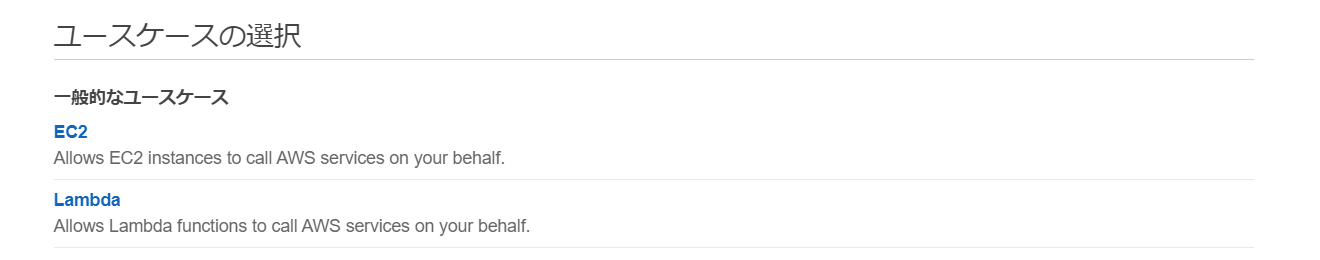 ユースケースの選択
一般的なユースケース
EC2
Allows EC2 instances to call AWS services on your behalf.
Lambda
Allows Lambda functions to call AWS services on your behalf.